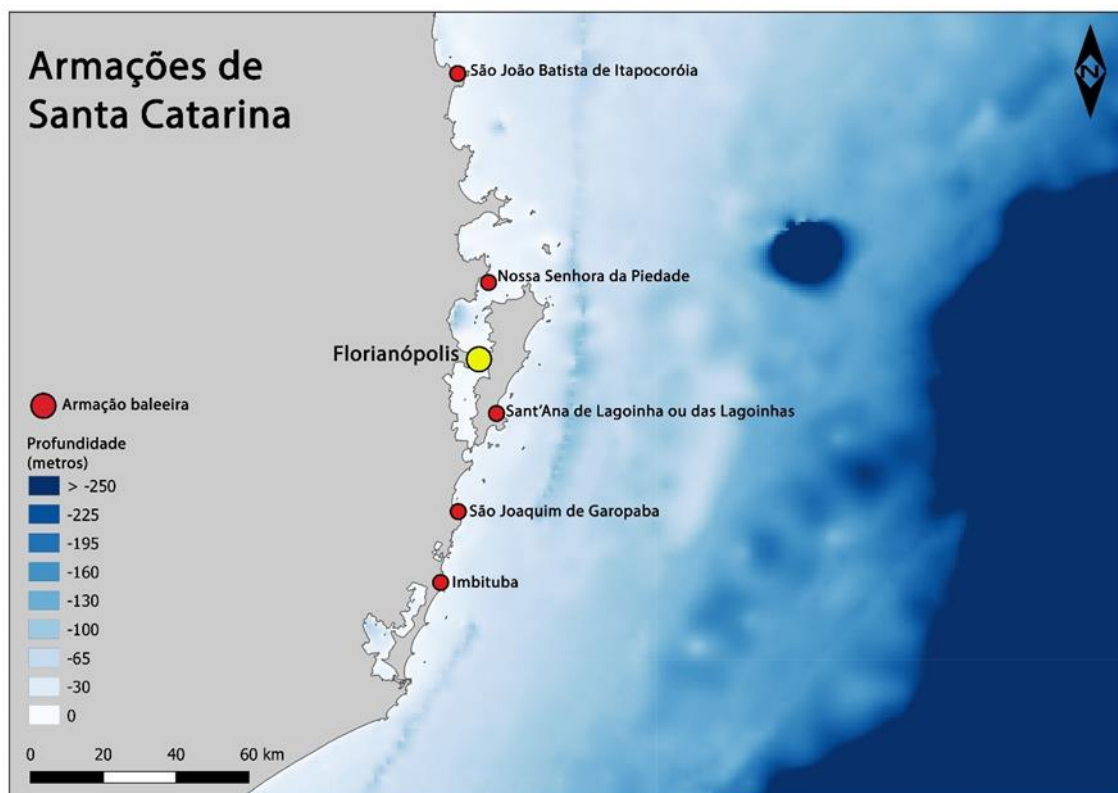 Armações de
Santa Catarina
N
São João Batista de Itapocoróia
Nossa Senhora da Piedade
Florianópolis
Sant'Ana de Lagoinha ou das Lagoinhas
São Joaquim de Garopaba
Imbituba
Armação baleeira
Profundidade
(metros)
> -250
-225
-195
-160
-130
-100
-65
-30
0
0 20 40 60 km